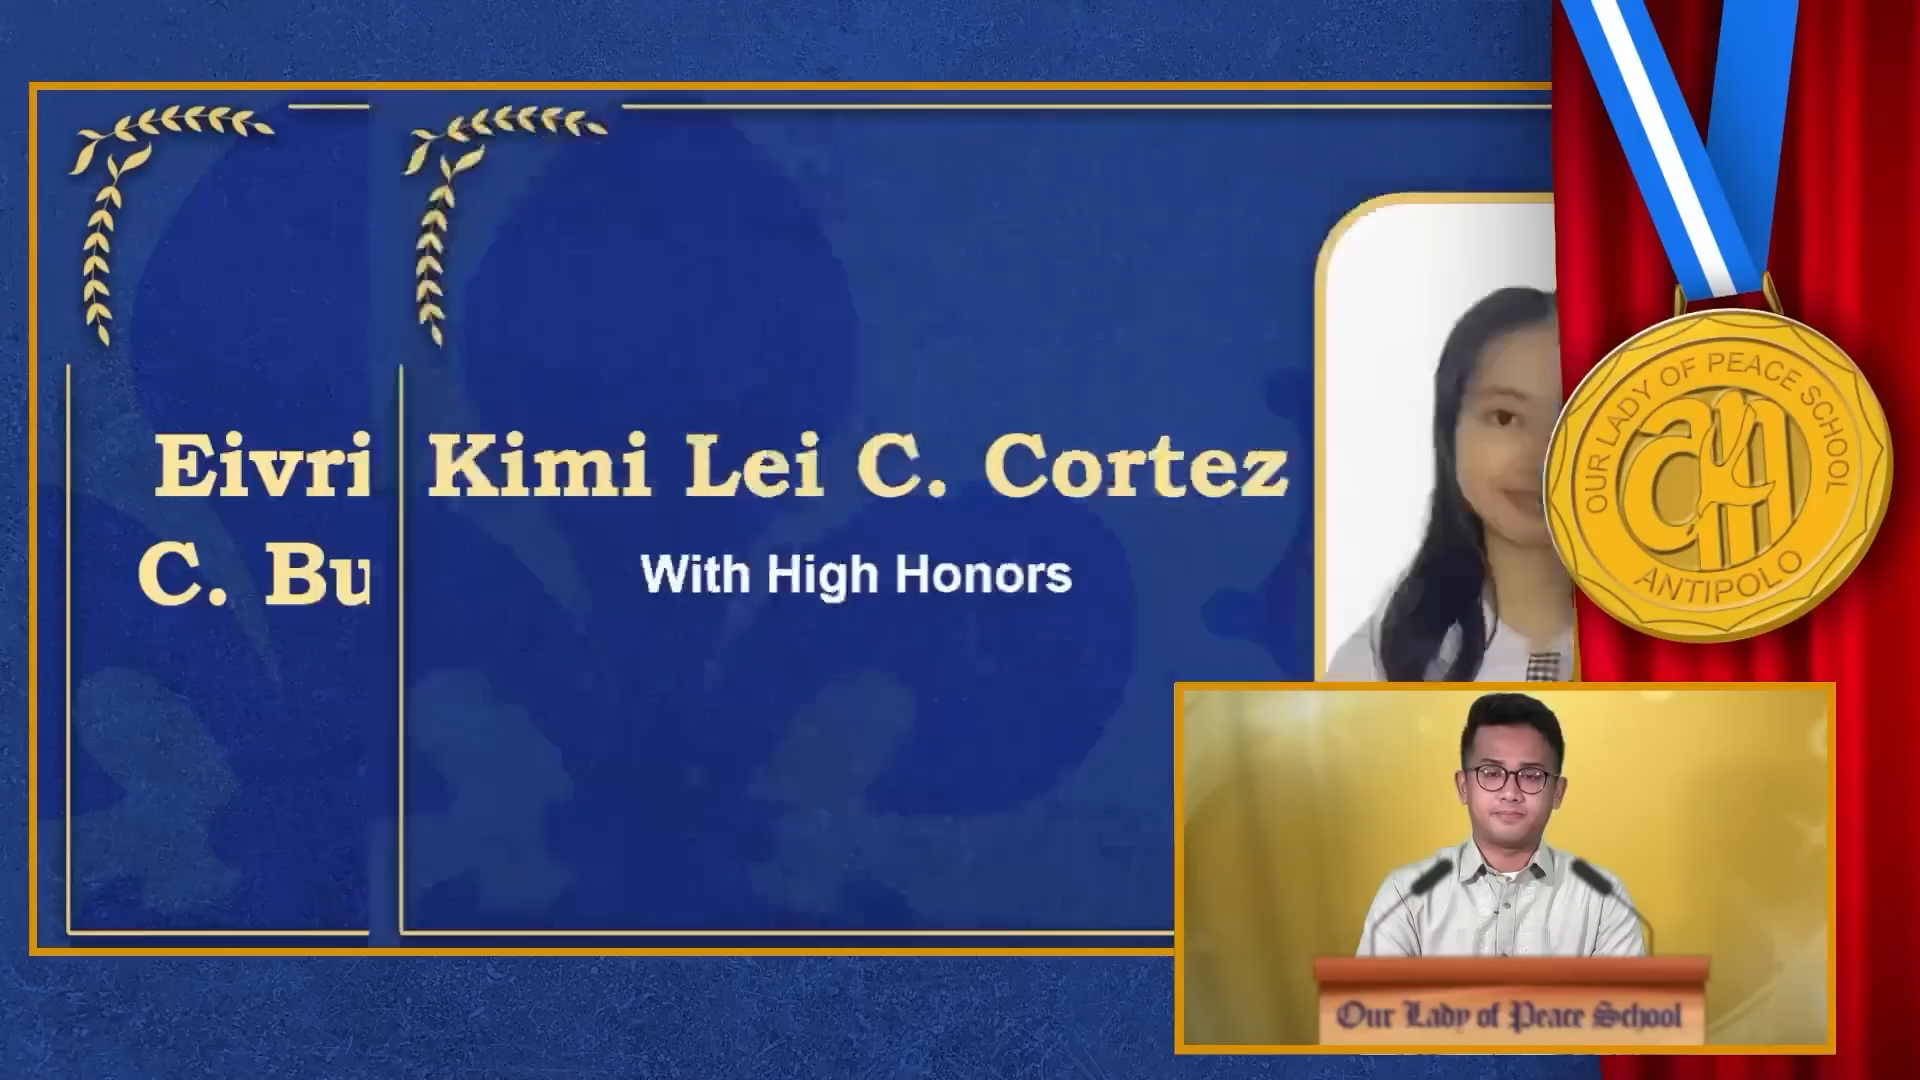 Eivri
C. Bu
Kimi Lei C. Cortez
With High Honors
OUR LADY OF PEACE SCHOOL
ANTIPOLO
Our Lady of Peace School